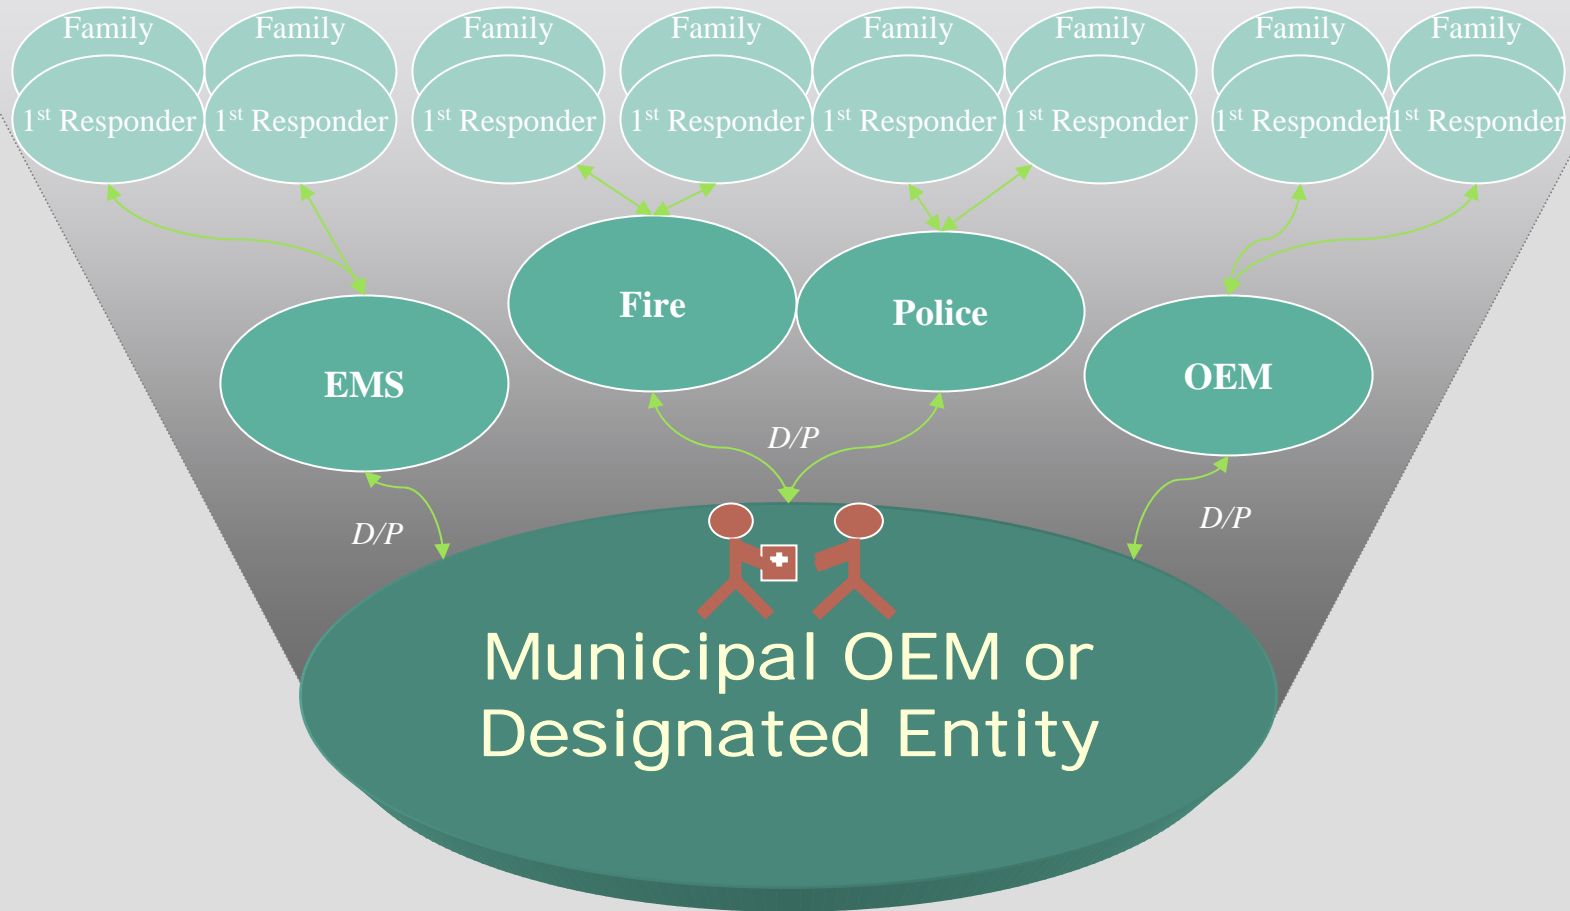 Family Family Family Family Family Family Family Family
1st Responder 1st Responder 1st Responder 1st Responder 1st Responder 1st Responder 1st Responder 1st Responder
Fire
Police
EMS
OEM
D/P
D/P
D/P
Municipal OEM or
Designated Entity